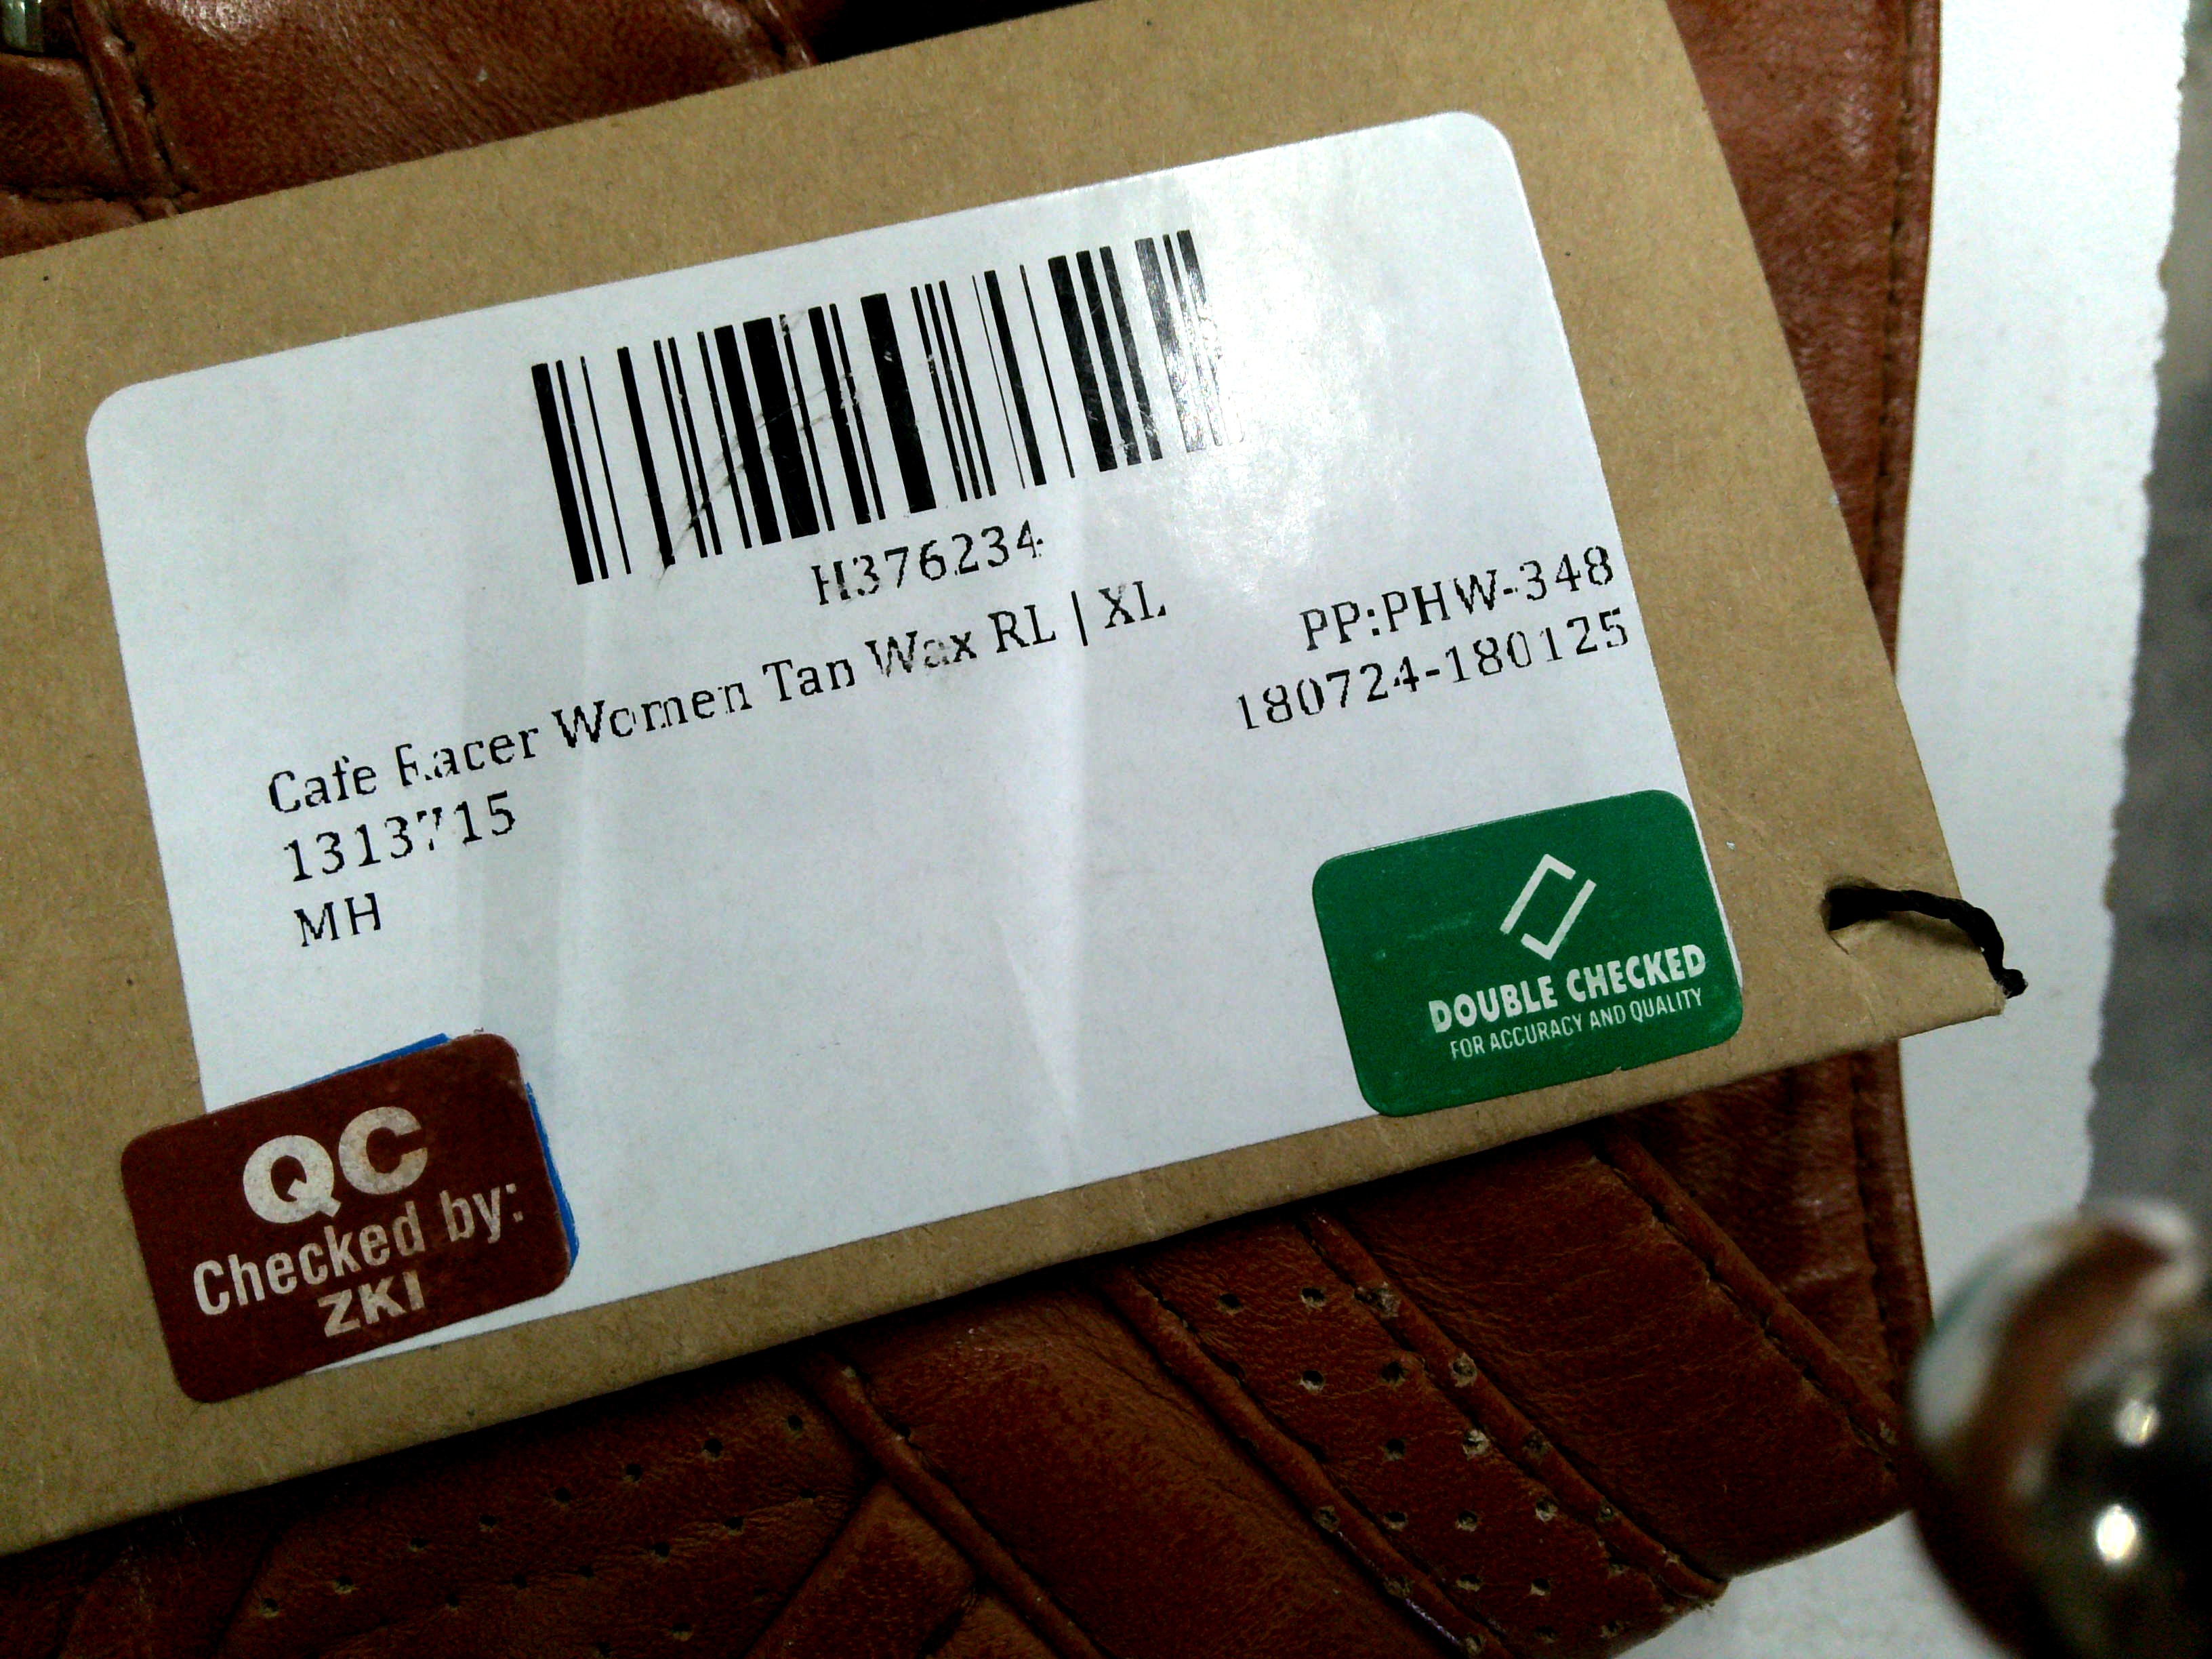 H376234
Cafe Racer Women Tan Wax RL | XL
PP:PHW-348
1313715
180724-180125
MH
DOUBLE CHECKED
FOR ACCURACY AND QUALITY
QC
Checked by:
ZKI